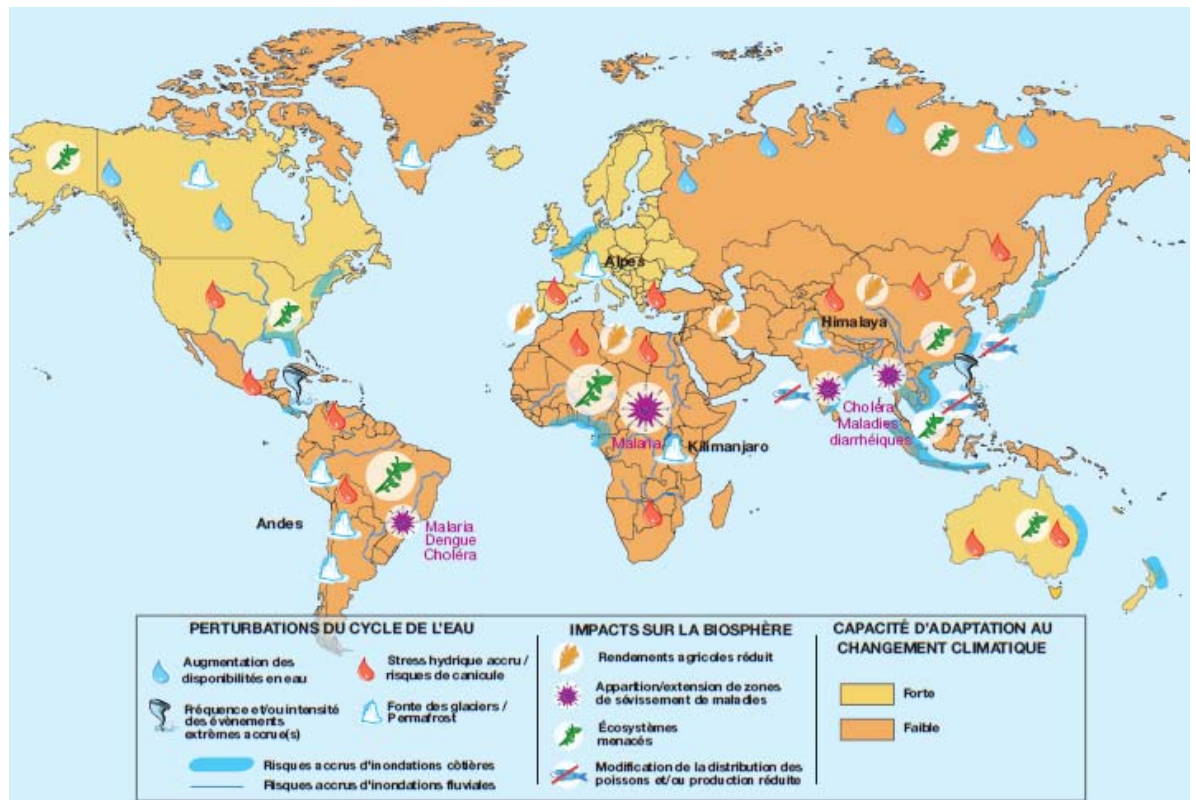 Alpes
Himalaya
Choléra
Maladies
diarrhéiques
Malaria
Kilimanjaro
Andes
Malaria
Dengue
Choléra
PERTURBATIONS DU CYCLE DE L'EAU
Augmentation des
disponibilités en eau
Stress hydrique accru /
risques de canicule
Fréquence et/ou intensité
des évènements
extrêmes accrue(s)
Fonte des glaciers /
Permafrost
Risques accrus d'inondations côtières
Risques accrus d'inondations fluviales
IMPACTS SUR LA BIOSPHÈRE
Rendements agricoles réduit
Appartion/extension de zones
de sévissement de maladies
Écosystèmes
menacés
Modification de la distribution des
poissons et/ou production réduite
CAPACITÉ D'ADAPTATION AU
CHANGEMENT CLIMATIQUE
Forte
Faible